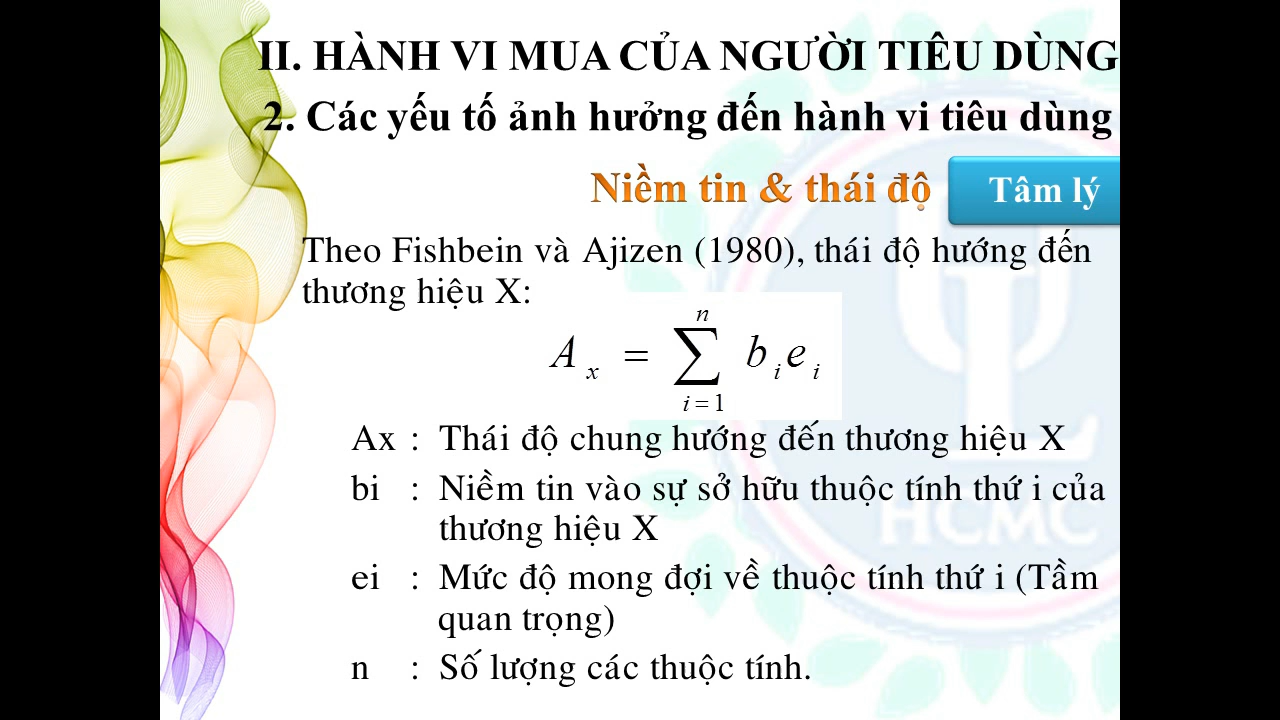 II. HÀNH VI MUA CỦA NGƯỜI TIÊU DÙNG
2. Các yếu tố ảnh hưởng đến hành vi tiêu dùng
Niềm tin & thái độ
Tâm lý
Theo Fishbein và Ajizen (1980), thái độ hướng đến
thương hiệu X:
n
A x = ∑ b i e i
i = 1
Ax : Thái độ chung hướng đến thương hiệu X
bi : Niềm tin vào sự sở hữu thuộc tính thứ i của
thương hiệu X
ei : Mức độ mong đợi về thuộc tính thứ i (Tầm
quan trọng)
n : Số lượng các thuộc tính.
HCMC